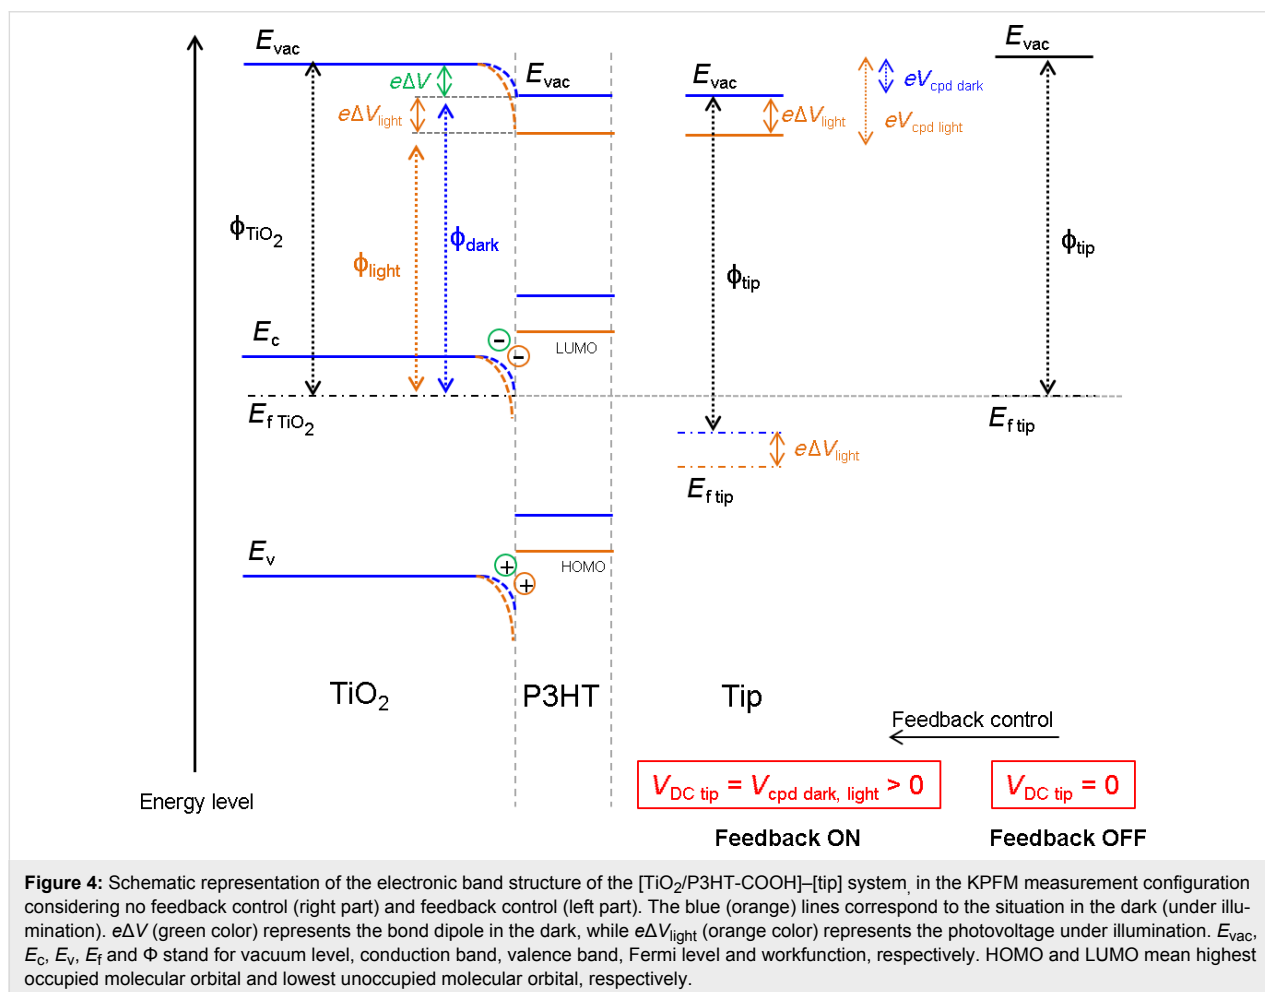 E_vac
E_vac
E_vac
E_vac
eΔV
eV_cpd dark
eΔV_light
eΔV_light
eV_cpd light
ϕ_TiO₂
ϕ_dark
ϕ_light
ϕ_tip
ϕ_tip
E_c
−
−
LUMO
E_f TiO₂
E_f tip
eΔV_light
E_f tip
E_v
+
+
HOMO
TiO₂
P3HT
Tip
Feedback control
Energy level
V_DC tip = V_cpd dark, light > 0
V_DC tip = 0
Feedback ON
Feedback OFF
Figure 4: Schematic representation of the electronic band structure of the [TiO₂/P3HT-COOH]–[tip] system, in the KPFM measurement configuration
considering no feedback control (right part) and feedback control (left part). The blue (orange) lines correspond to the situation in the dark (under illu-
mination). eΔV (green color) represents the bond dipole in the dark, while eΔV_light (orange color) represents the photovoltage under illumination. E_vac,
E_c, E_v, E_f and Φ stand for vacuum level, conduction band, valence band, Fermi level and workfunction, respectively. HOMO and LUMO mean highest
occupied molecular orbital and lowest unoccupied molecular orbital, respectively.